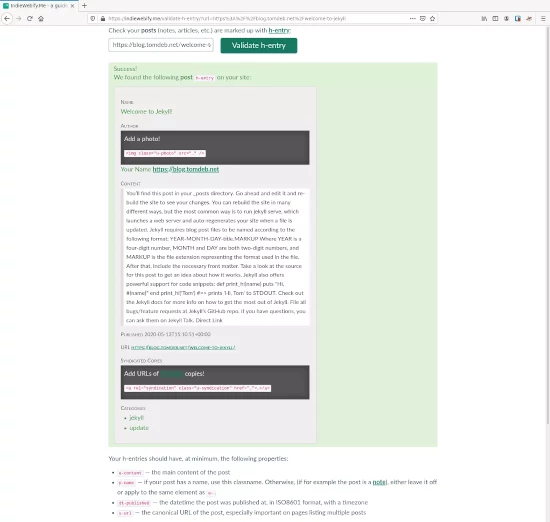 IndieWebify.me - a guide
Check your posts (notes, articles, etc.) are marked up with h-entry:
https://blog.tomdeb.net/welcome-t
Validate h-entry
Success!
We found the following post h-entry on your site:
Name
Welcome to Jekyll!
Author
Add a photo!
<img class="u-photo" src="…" />
Your Name https://blog.tomdeb.net
Content
You'll find this post in your _posts directory. Go ahead and edit it and re-
build the site to see your changes. You can rebuild the site in many
different ways, but the most common way is to run jekyll serve, which
launches a web server and auto-regenerates your site when a file is
updated. Jekyll requires blog post files to be named according to the
following format: YEAR-MONTH-DAY-title.MARKUP Where YEAR is a
four-digit number, MONTH and DAY are both two-digit numbers, and
MARKUP is the file extension representing the format used in the file.
After that, include the necessary front matter. Take a look at the source
for this post to get an idea about how it works. Jekyll also offers
powerful support for code snippets: def print_hi(name) puts "Hi,
#{name}" end print_hi('Tom') #=> prints 'Hi, Tom' to STDOUT. Check out
the Jekyll docs for more info on how to get the most out of Jekyll. File all
bugs/feature requests at Jekyll's GitHub repo. If you have questions, you
can ask them on Jekyll Talk. Direct Link
Published 2020-05-13T19:10:51+00:00
URL https://blog.tomdeb.net/welcome-to-jekyll/
Syndicated Copies
Add URLs of copies!
<a rel="syndication" class="u-syndication" href="…">…</a>
Categories
jekyll
update
Your h-entries should have, at minimum, the following properties:
e-content — the main content of the post
p-name — if your post has a name, use this classname. Otherwise, (if for example the post is a note), either leave it off
or apply to the same element as e-.
dt-published — the datetime the post was published at, in ISO8601 format, with a timezone
u-url — the canonical URL of the post, especially important on pages listing multiple posts